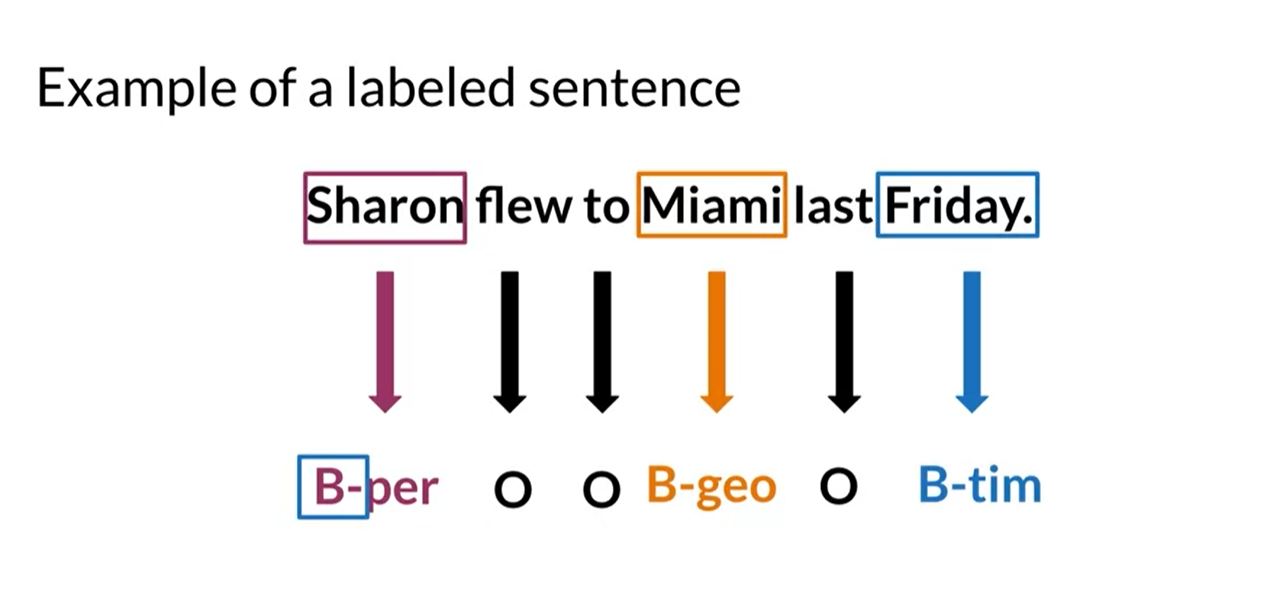 Example of a labeled sentence
Sharon flew to Miami last Friday.
B-per O O B-geo O B-tim